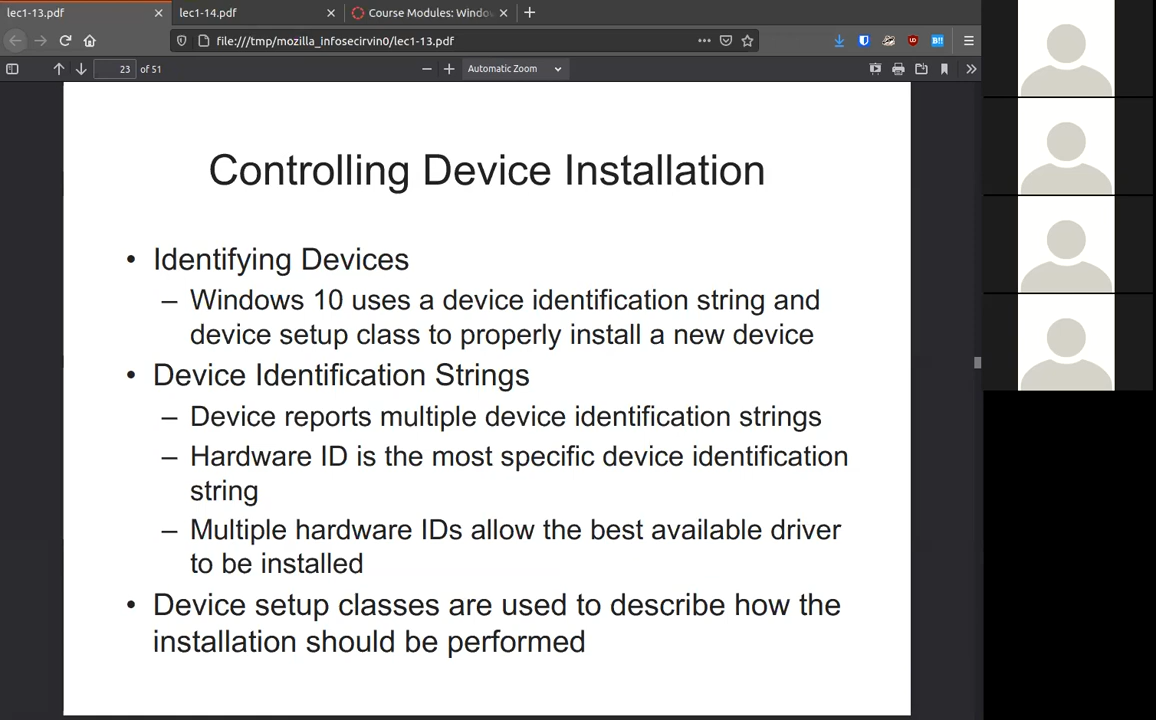 lec1-13.pdf
lec1-14.pdf
Course Modules: Windo
file:///tmp/mozilla_infosecirvin0/lec1-13.pdf
23 of 51
Automatic Zoom
Controlling Device Installation
• Identifying Devices
– Windows 10 uses a device identification string and
device setup class to properly install a new device
• Device Identification Strings
– Device reports multiple device identification strings
– Hardware ID is the most specific device identification
string
– Multiple hardware IDs allow the best available driver
to be installed
• Device setup classes are used to describe how the
installation should be performed